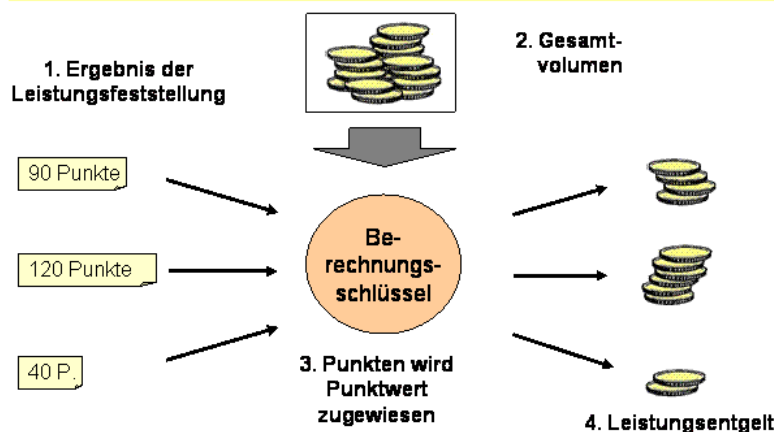 1. Ergebnis der
Leistungsfeststellung
2. Gesamt-
volumen
90 Punkte
120 Punkte
40 P.
Be-
rechnungs-
schlüssel
3. Punkten wird
Punktwert
zugewiesen
4. Leistungsentgelt